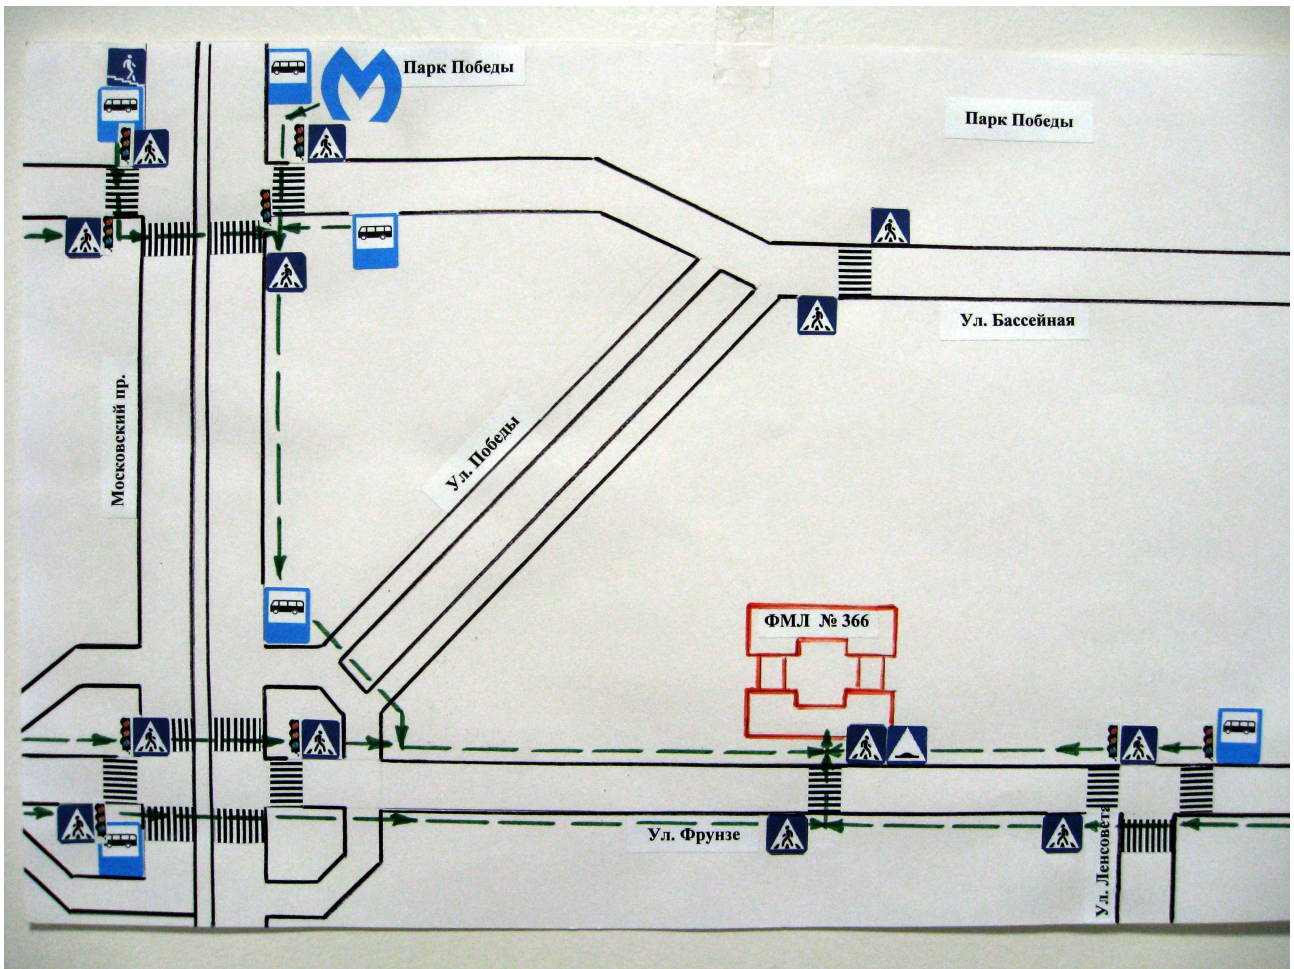 Парк Победы
Парк Победы
Ул. Бассейная
Московский пр.
Ул. Победы
ФМЛ № 366
Ул. Фрунзе
Ул. Ленсовета